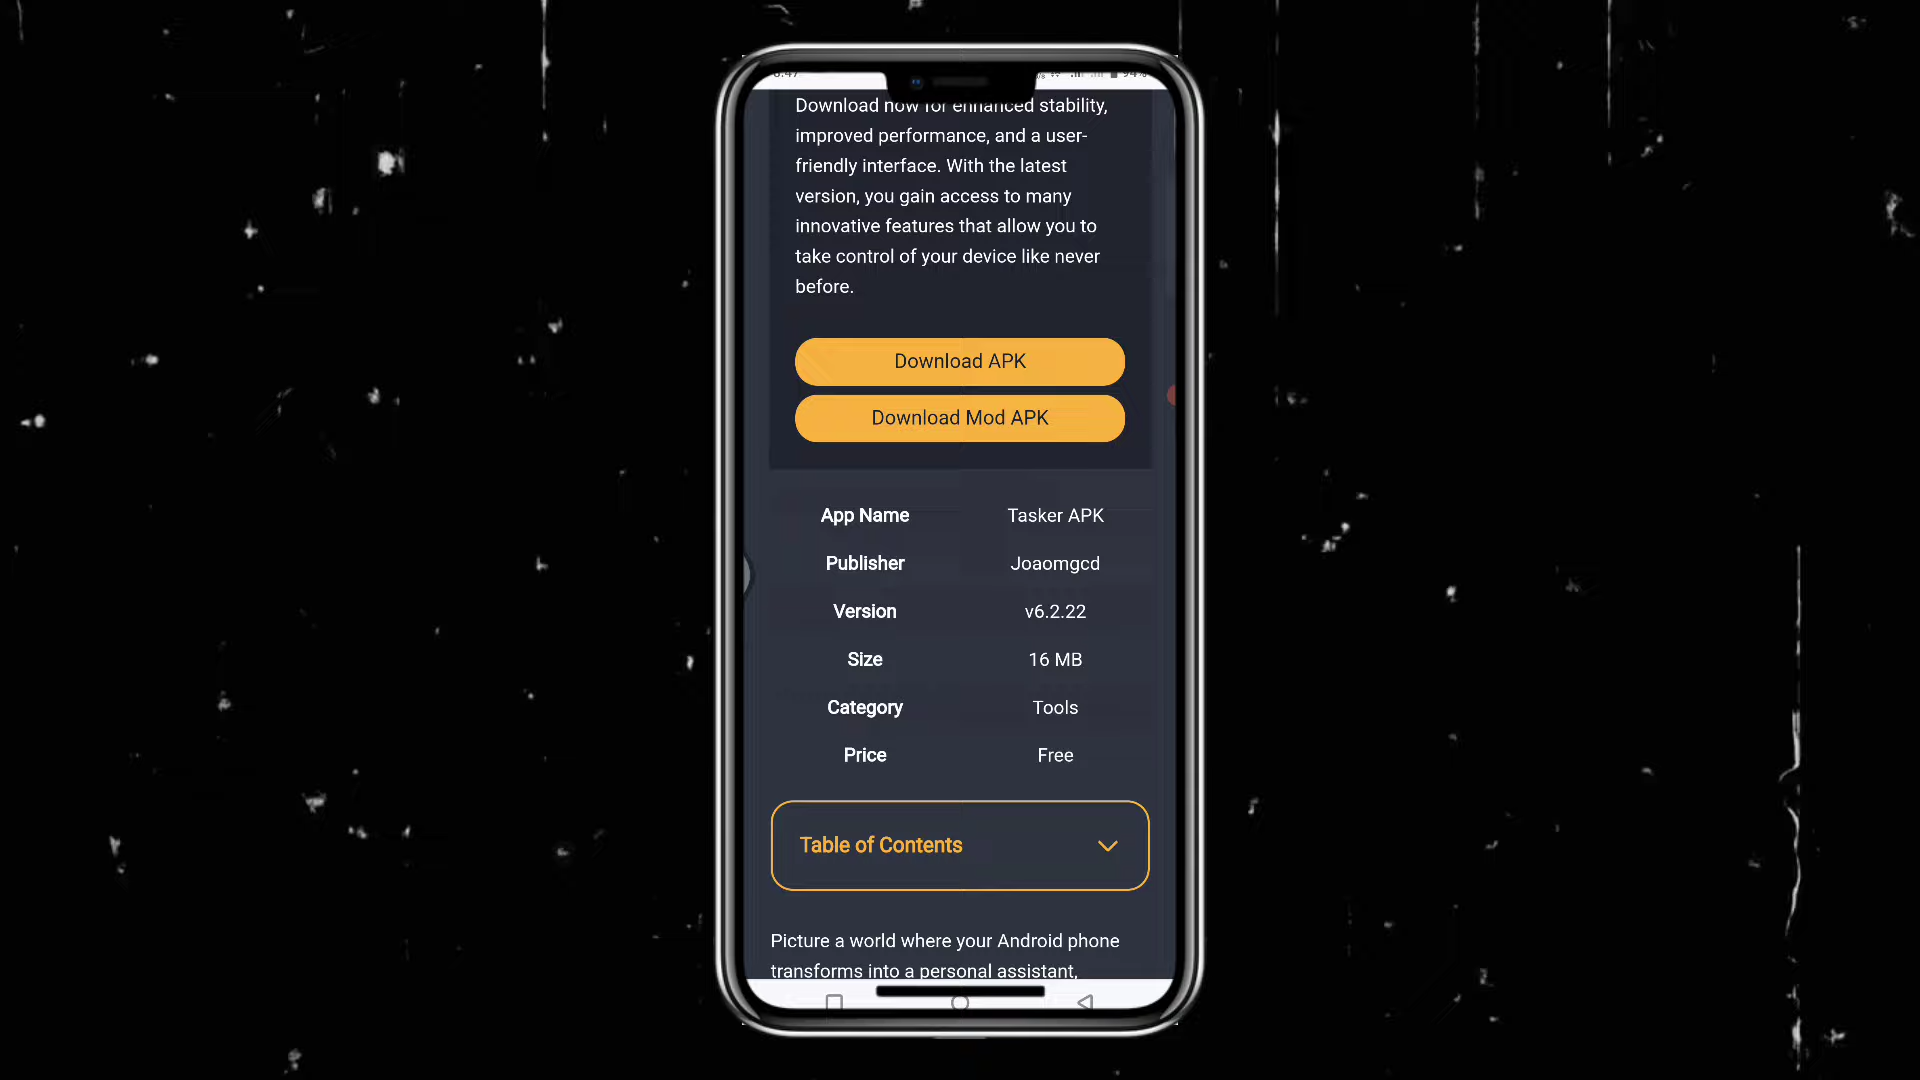 94%
Download now for enhanced stability,
improved performance, and a user-
friendly interface. With the latest
version, you gain access to many
innovative features that allow you to
take control of your device like never
before.
Download APK
Download Mod APK
App Name Tasker APK
Publisher Joaomgcd
Version v6.2.22
Size 16 MB
Category Tools
Price Free
Table of Contents
Picture a world where your Android phone
transforms into a personal assistant,